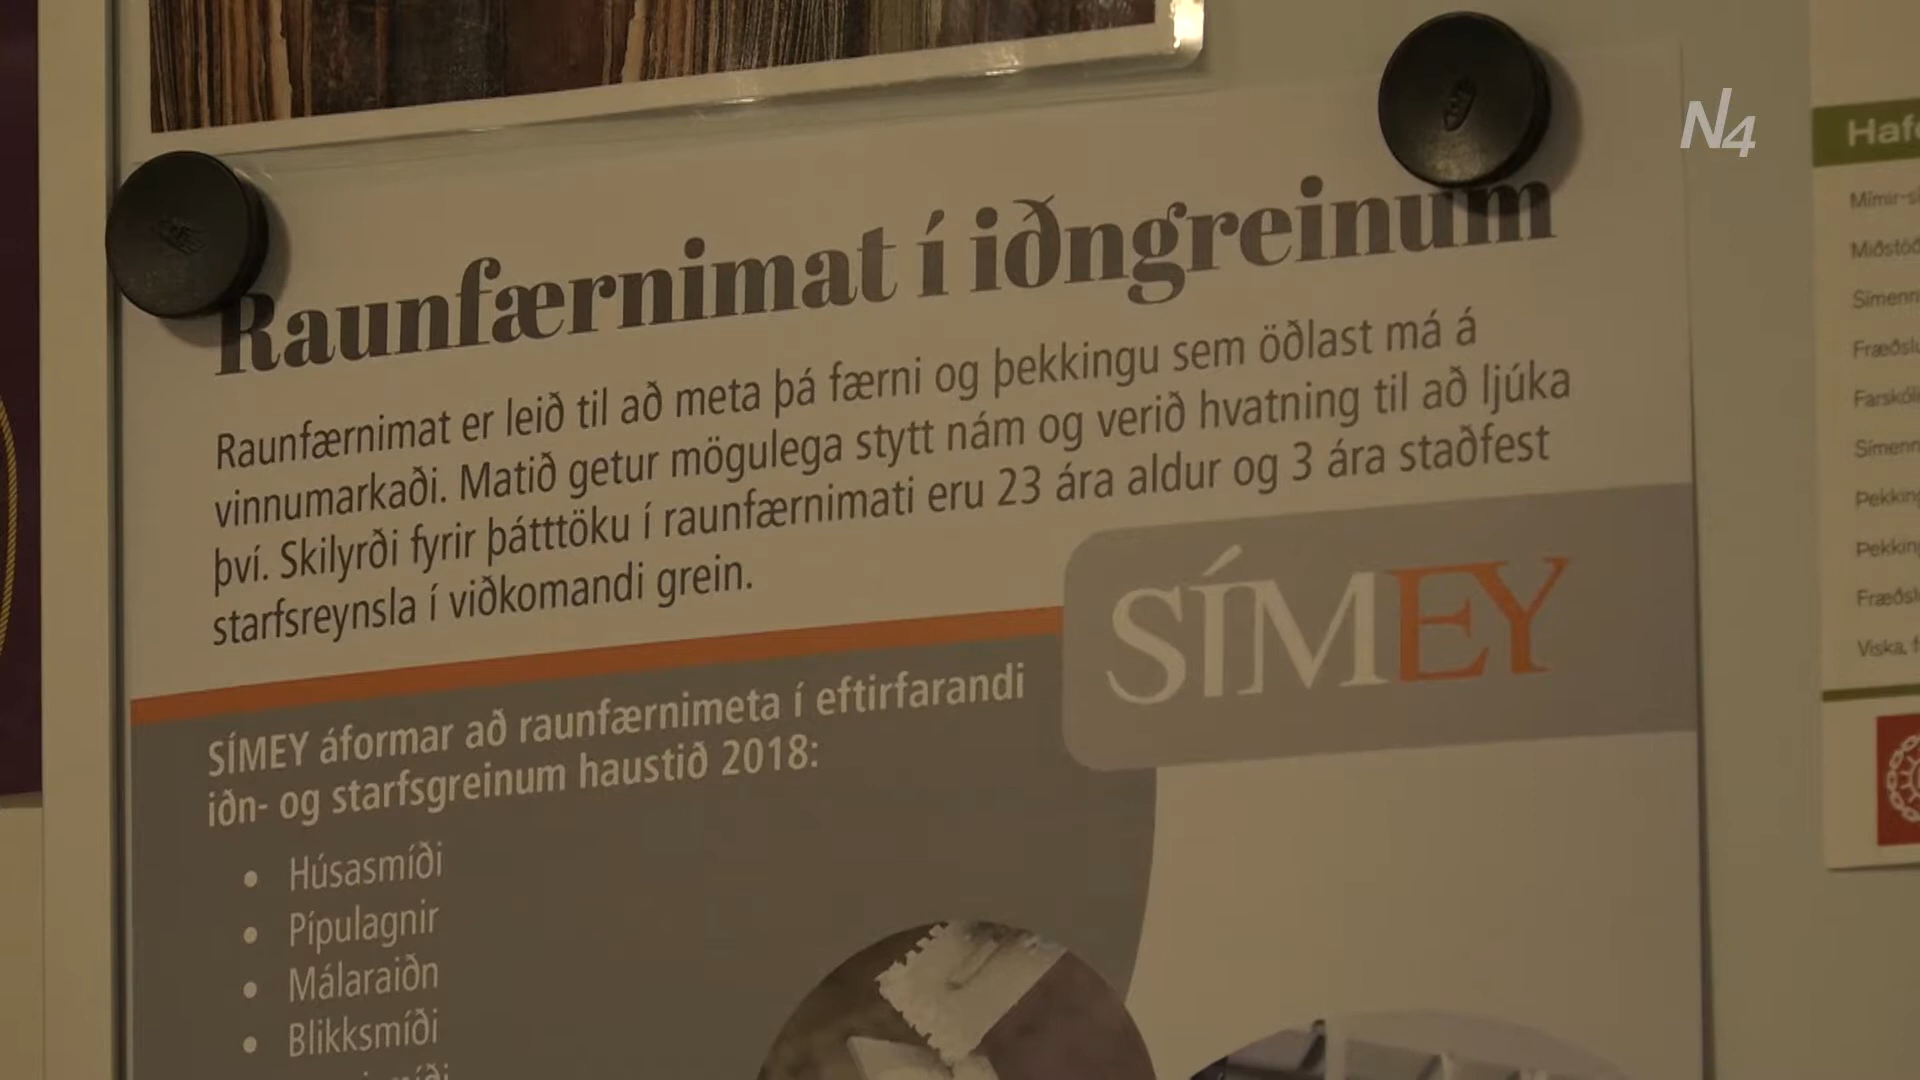 N4
Raunfærnimat í iðngreinum
Raunfærnimat er leið til að meta þá færni og þekkingu sem öðlast má á
vinnumarkaði. Matið getur mögulega stytt nám og verið hvatning til að ljúka
því. Skilyrði fyrir þátttöku í raunfærnimati eru 23 ára aldur og 3 ára staðfest
starfsreynsla í viðkomandi grein.
SÍMEY
SÍMEY áformar að raunfærnimeta í eftirfarandi
iðn- og starfsgreinum haustið 2018:
• Húsasmíði
• Pípulagnir
• Málaraiðn
• Blikksmíði
Viska,